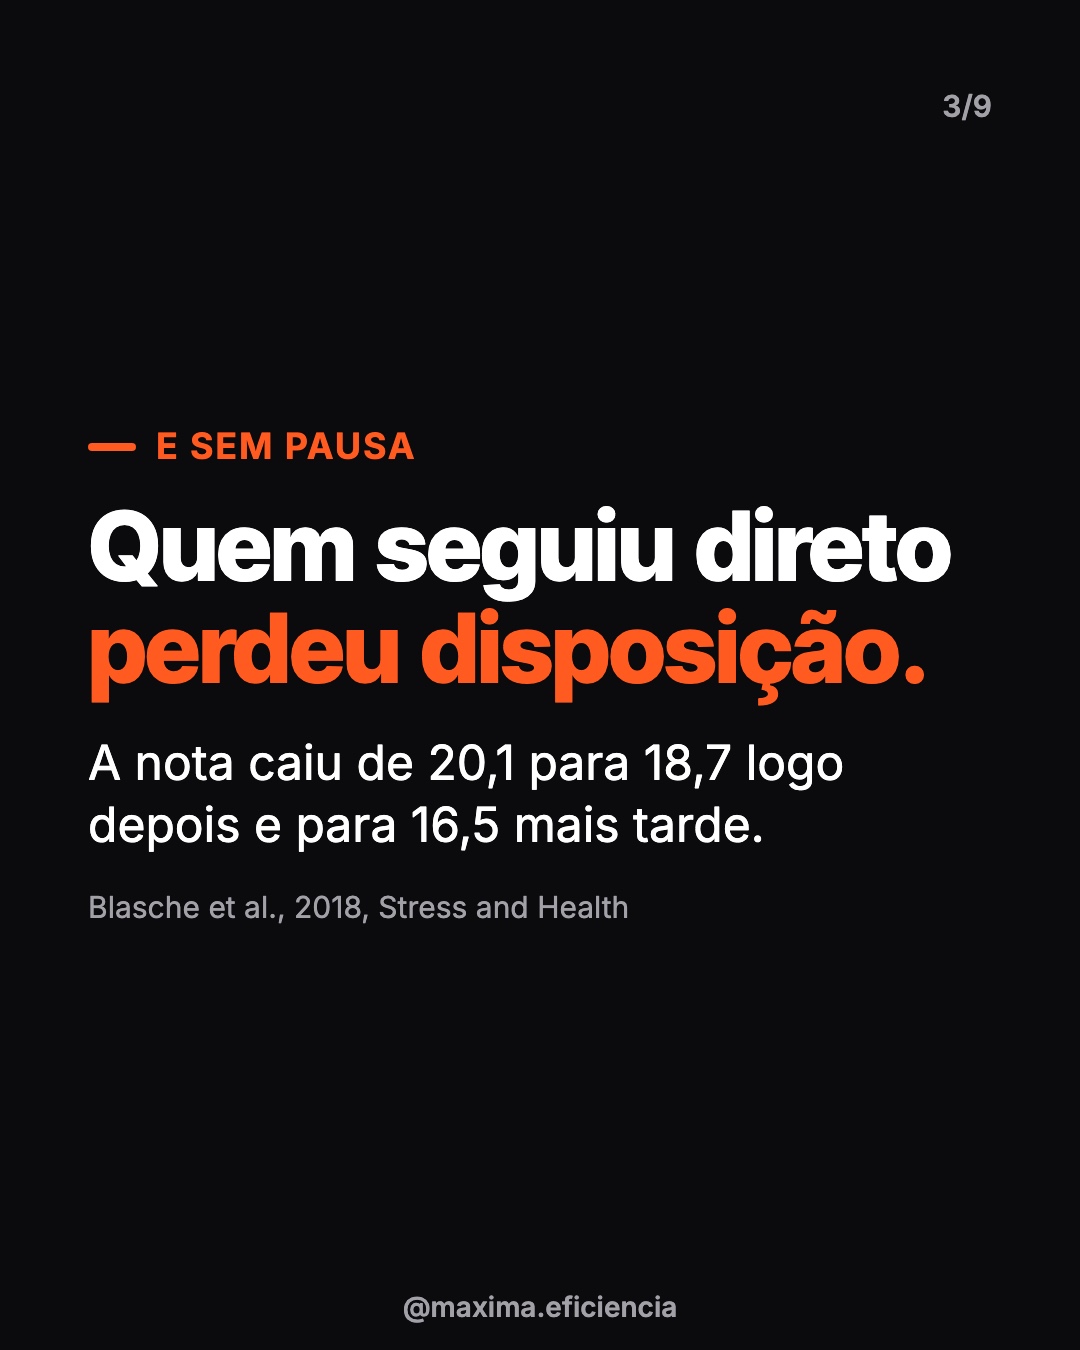 3/9
E SEM PAUSA
Quem seguiu direto
perdeu disposição.
A nota caiu de 20,1 para 18,7 logo
depois e para 16,5 mais tarde.
Blasche et al., 2018, Stress and Health
@maxima.eficiencia